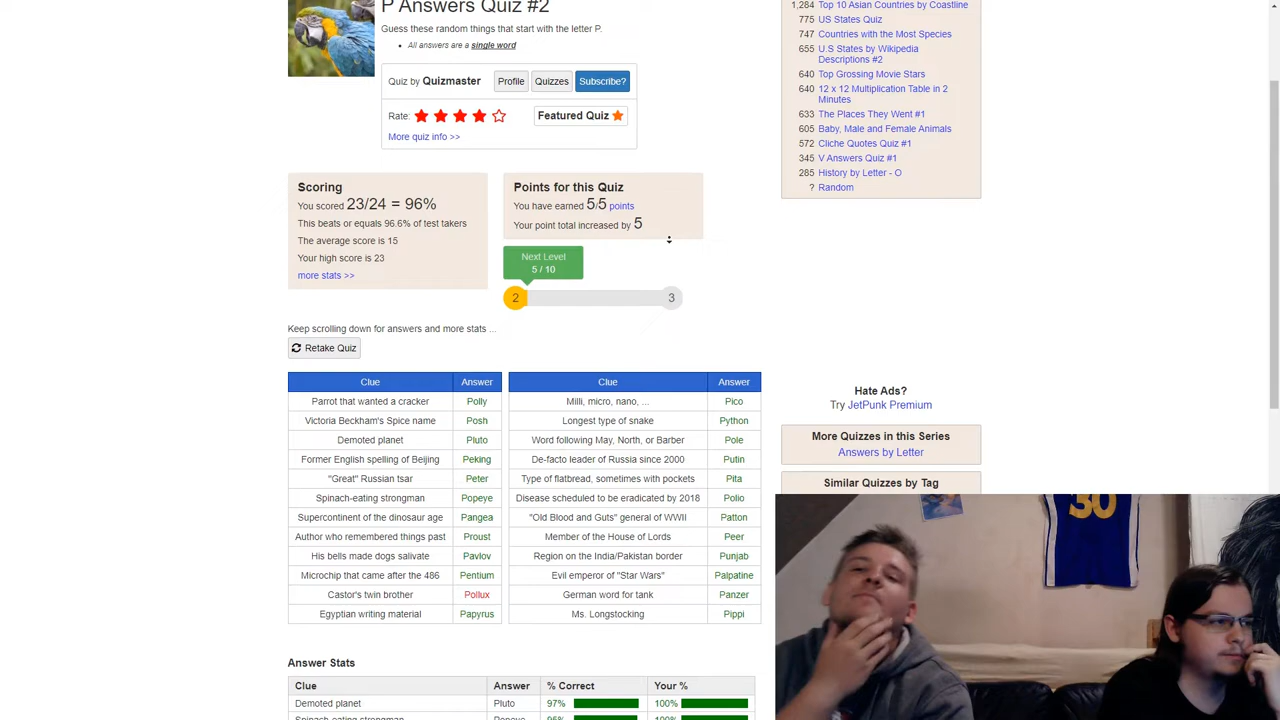 P Answers Quiz #2
Guess these random things that start with the letter P.
All answers are a single word
Quiz by Quizmaster Profile Quizzes Subscribe?
Rate: Featured Quiz
More quiz info >>
Scoring
You scored 23/24 = 96%
This beats or equals 96.6% of test takers
The average score is 15
Your high score is 23
more stats >>
Points for this Quiz
You have earned 5/5 points
Your point total increased by 5
Next Level
5 / 10
2 3
Keep scrolling down for answers and more stats ...
Retake Quiz
Clue Answer
Parrot that wanted a cracker Polly
Victoria Beckham's Spice name Posh
Demoted planet Pluto
Former English spelling of Beijing Peking
"Great" Russian tsar Peter
Spinach-eating strongman Popeye
Supercontinent of the dinosaur age Pangea
Author who remembered things past Proust
His bells made dogs salivate Pavlov
Microchip that came after the 486 Pentium
Castor's twin brother Pollux
Egyptian writing material Papyrus
Clue Answer
Milli, micro, nano, ... Pico
Longest type of snake Python
Word following May, North, or Barber Pole
De-facto leader of Russia since 2000 Putin
Type of flatbread, sometimes with pockets Pita
Disease scheduled to be eradicated by 2018 Polio
"Old Blood and Guts" general of WWII Patton
Member of the House of Lords Peer
Region on the India/Pakistan border Punjab
Evil emperor of "Star Wars" Palpatine
German word for tank Panzer
Ms. Longstocking Pippi
Answer Stats
Clue Answer % Correct Your %
Demoted planet Pluto 97% 100%
Spinach-eating strongman Popeye 95% 100%
1,284 Top 10 Asian Countries by Coastline
775 US States Quiz
747 Countries with the Most Species
655 U.S States by Wikipedia
Descriptions #2
640 Top Grossing Movie Stars
640 12 x 12 Multiplication Table in 2
Minutes
633 The Places They Went #1
605 Baby, Male and Female Animals
572 Cliche Quotes Quiz #1
345 V Answers Quiz #1
285 History by Letter - O
? Random
Hate Ads?
Try JetPunk Premium
More Quizzes in this Series
Answers by Letter
Similar Quizzes by Tag
30